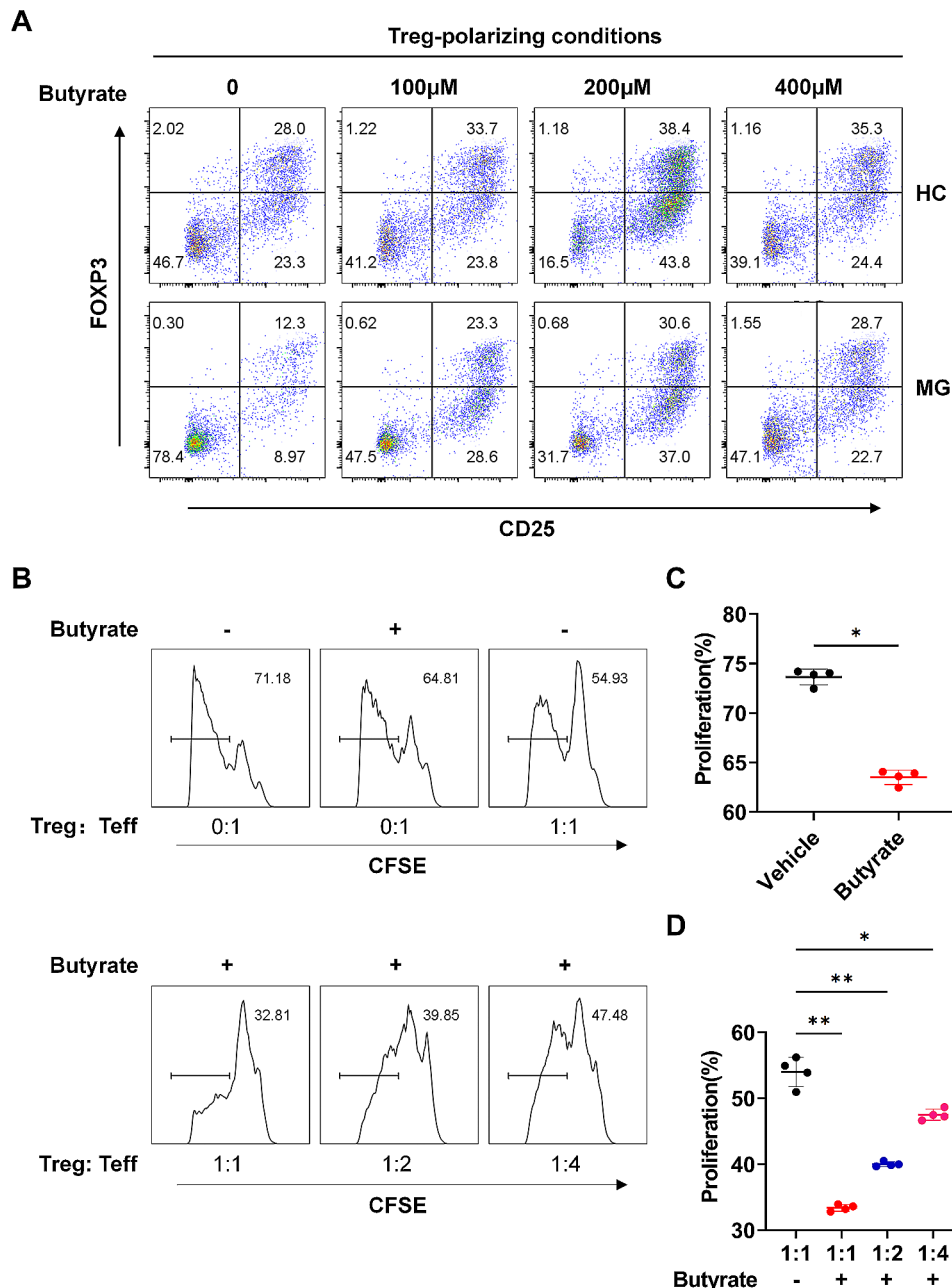 A
Treg-polarizing conditions
Butyrate 0 100μM 200μM 400μM
2.02 28.0 1.22 33.7 1.18 38.4 1.16 35.3
HC
46.7 23.3 41.2 23.8 16.5 43.8 39.1 24.4
FOXP3
0.30 12.3 0.62 23.3 0.68 30.6 1.55 28.7
MG
78.4 8.97 47.5 28.6 31.7 37.0 47.1 22.7
CD25
B
Butyrate - + -
71.18 64.81 54.93
Treg: Teff 0:1 0:1 1:1
CFSE
Butyrate + + +
32.81 39.85 47.48
Treg: Teff 1:1 1:2 1:4
CFSE
C
Proliferation(%)
80
75
70
65
60
*
Vehicle Butyrate
D
*
**
**
Proliferation(%)
60
50
40
30
1:1 1:1 1:2 1:4
Butyrate - + + +